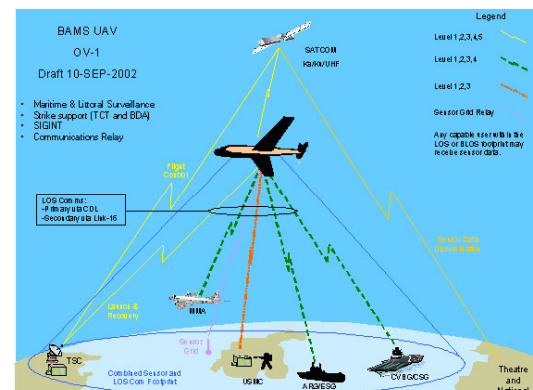 BAMS UAV
OV-1
Draft 10-SEP-2002
• Maritime & Littoral Surveillance
• Strike support (TCT and BDA)
• SIGINT
• Communications Relay
SATCOM
Ka/Ku/UHF
Legend
Level 1,2,3,4,5
Level 1,2,3,4
Level 1,2,3
Sensor Grid Relay
Any capable user within the
LOS or BLOS footprint may
receive sensor data.
Flight
Control
LOS Comms:
-Primary via CDL
-Secondary via Link-16
Sensor Data
Dissemination
Launch &
Recovery
MMA
Sensor
Grid
TSC
USMC
ARG/ESG
CVBG/CSG
Combined Sensor and
LOS Com Footprint
Theatre
and
National